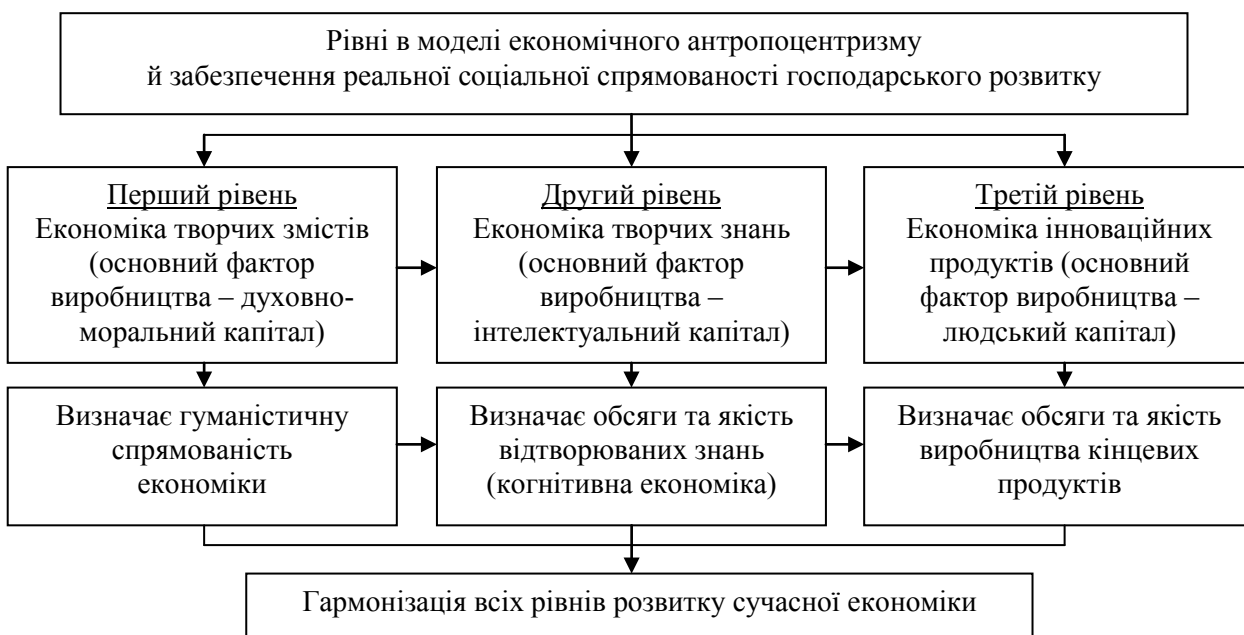 Рівні в моделі економічного антропоцентризму
й забезпечення реальної соціальної спрямованості господарського розвитку
Перший рівень
Економіка творчих змістів
(основний фактор
виробництва – духовно-
моральний капітал)
Другий рівень
Економіка творчих знань
(основний фактор
виробництва –
інтелектуальний капітал)
Третій рівень
Економіка інноваційних
продуктів (основний
фактор виробництва –
людський капітал)
Визначає гуманістичну
спрямованість
економіки
Визначає обсяги та якість
відтворюваних знань
(когнітивна економіка)
Визначає обсяги та якість
виробництва кінцевих
продуктів
Гармонізація всіх рівнів розвитку сучасної економіки